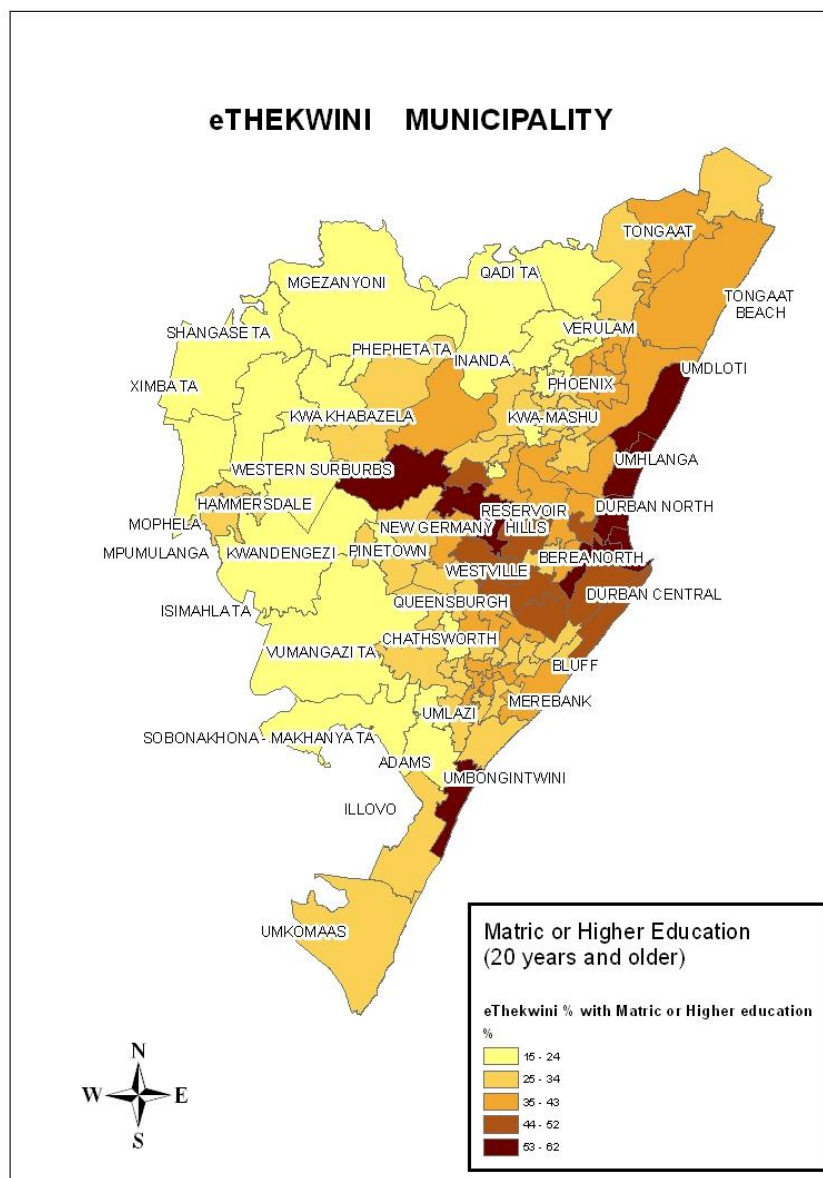 eTHEKWINI MUNICIPALITY
TONGAAT
QADI TA
MGEZANYONI
TONGAAT
BEACH
VERULAM
SHANGASE TA
PHEPHETA TA
INANDA
UMDLOTI
XIMBA TA
PHOENIX
KWA KHABAZELA
KWA-MASHU
UMHLANGA
WESTERN SURBURBS
HAMMERSDALE
RESERVOIR
HILLS
DURBAN NORTH
MOPHELA
NEW GERMANY
MPUMULANGA
KWANDENGEZI
PINETOWN
BEREA NORTH
WESTVILLE
DURBAN CENTRAL
ISIMAHLA TA
QUEENSBURGH
CHATHSWORTH
VUMANGAZI TA
BLUFF
MEREBANK
UMLAZI
SOBONAKHONA - MAKHANYA TA
ADAMS
UMBONGINTWINI
ILLOVO
UMKOMAAS
Matric or Higher Education
(20 years and older)
eThekwini % with Matric or Higher education
%
15 - 24
25 - 34
35 - 43
44 - 52
53 - 62
N
W E
S